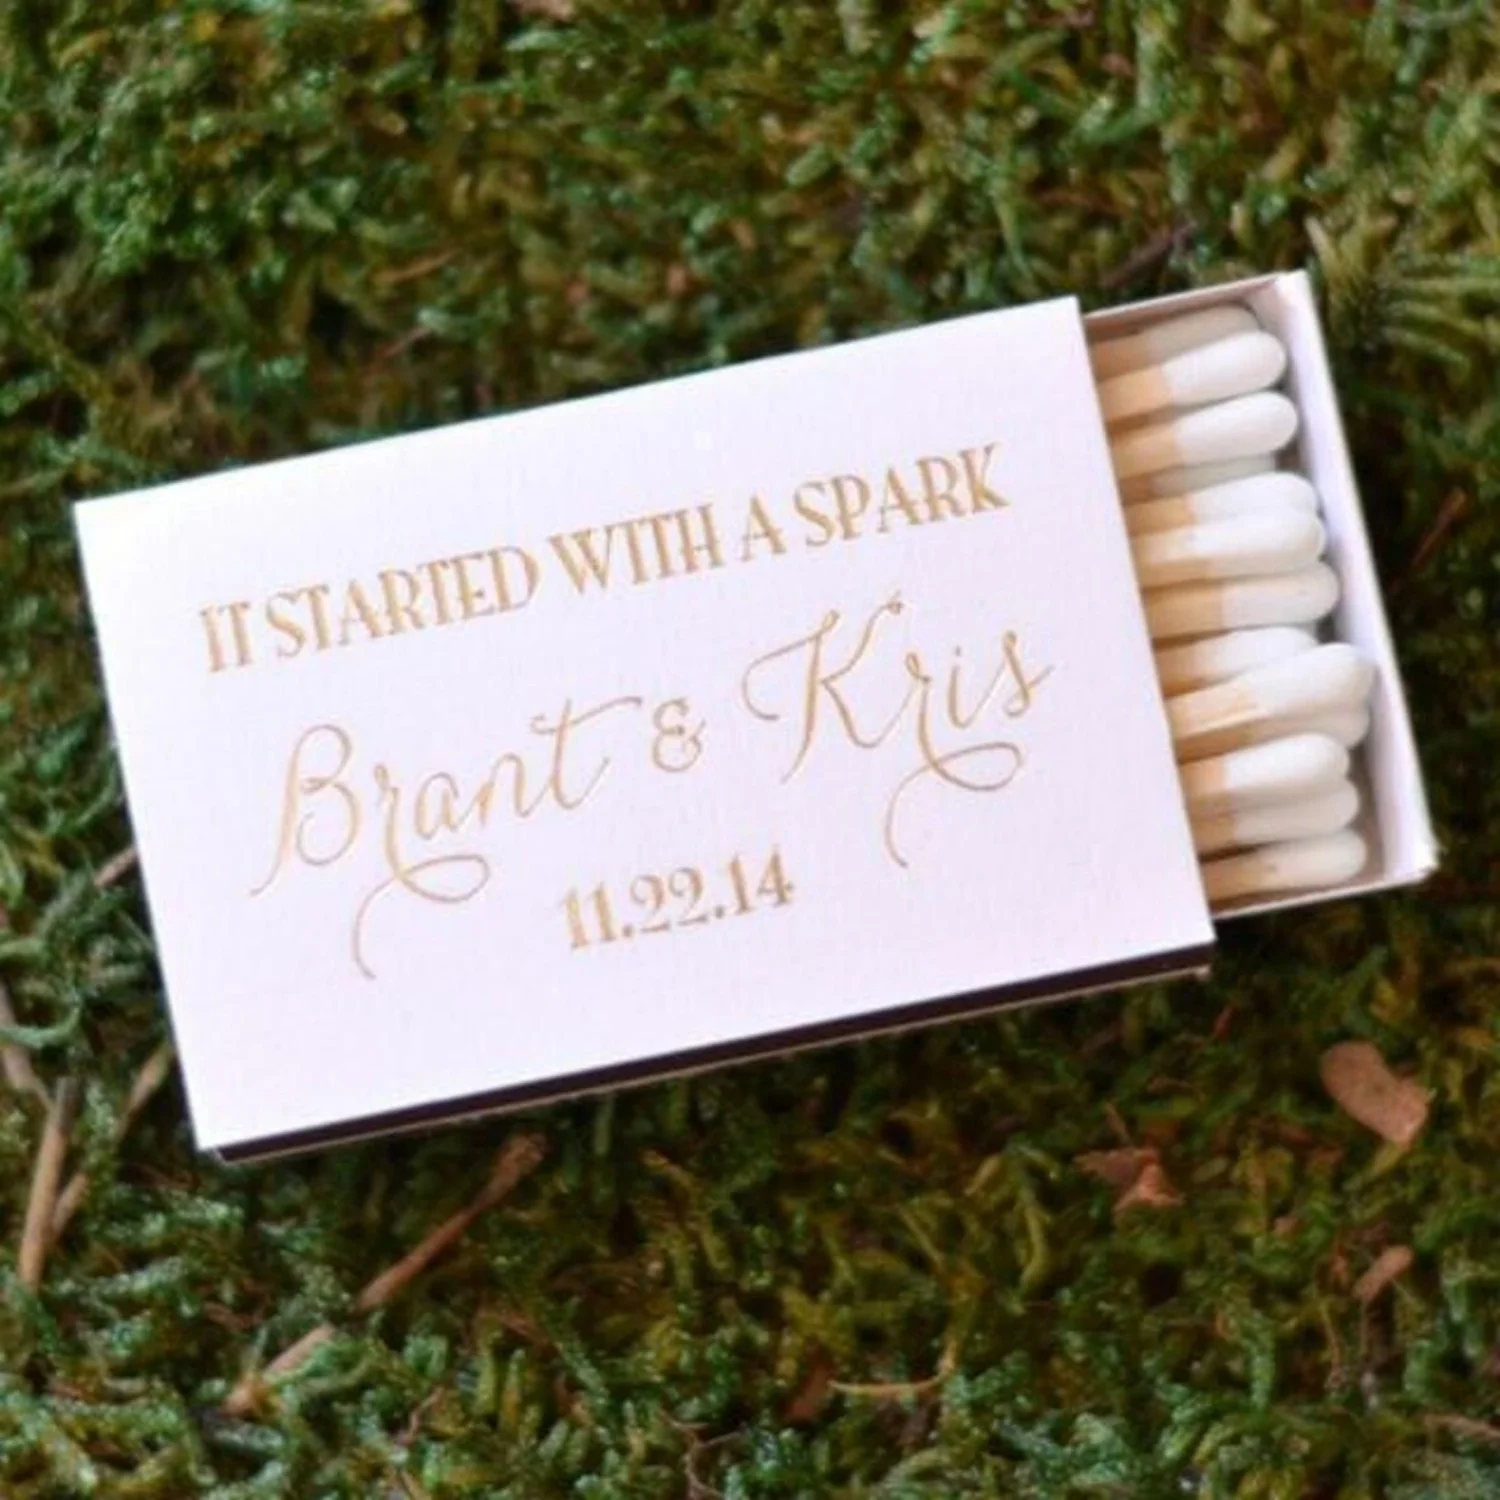 IT STARTED WITH A SPARK
Brant & Kris
11.22.14